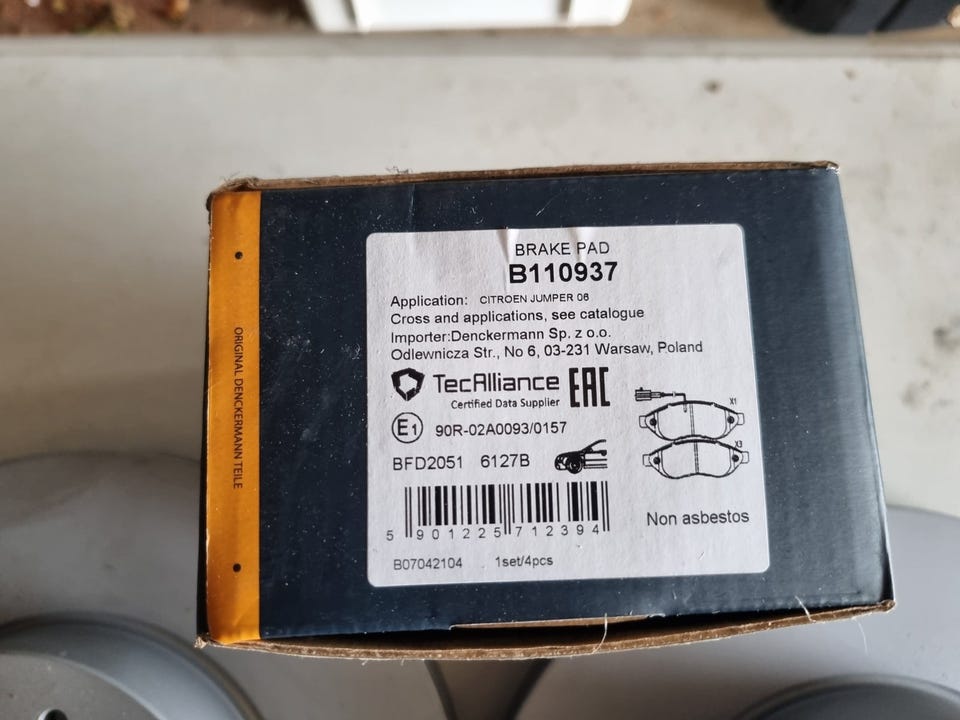 ORIGINAL DENCKERMANN TEILE
BRAKE PAD
B110937
Application: CITROEN JUMPER 06
Cross and applications, see catalogue
Importer:Denckermann Sp. z o.o.
Odlewnicza Str., No 6, 03-231 Warsaw, Poland
TecAlliance
Certified Data Supplier
EAC
E1 90R-02A0093/0157
X1
X3
BFD2051 6127B
5 901225 712394
Non asbestos
B07042104 1set/4pcs